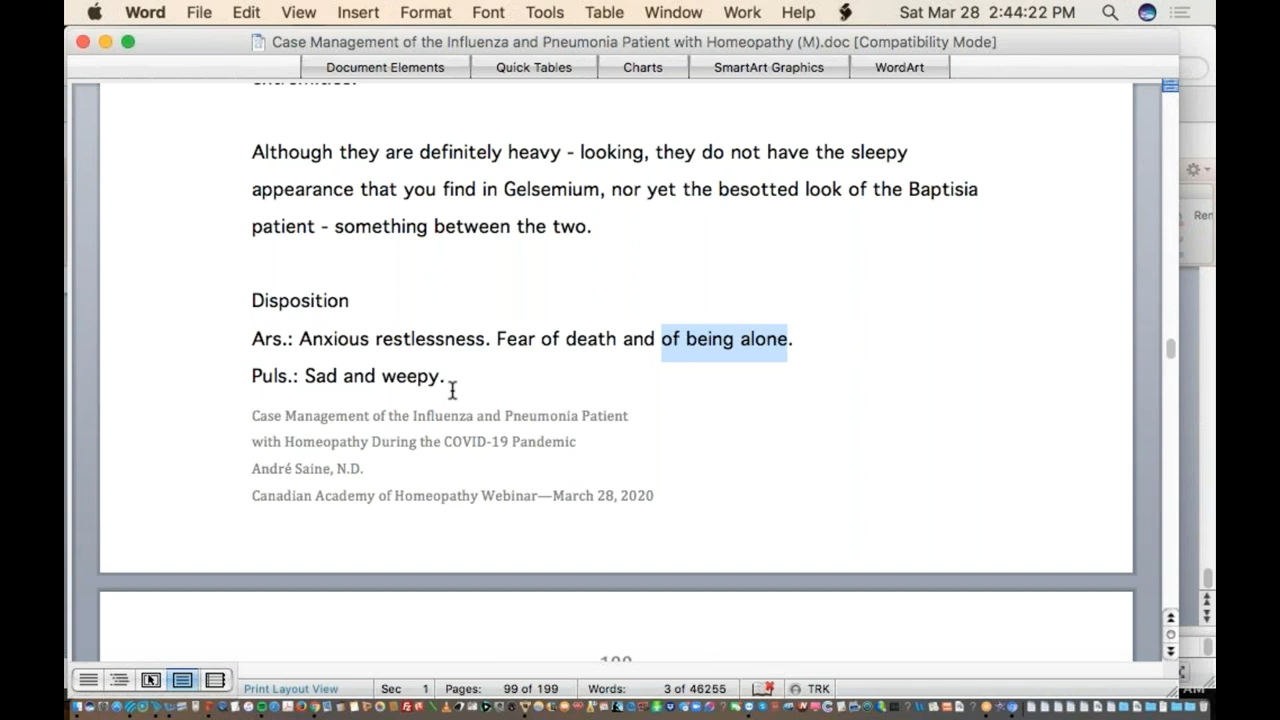 Word File Edit View Insert Format Font Tools Table Window Work Help Sat Mar 28 2:44:22 PM
Case Management of the Influenza and Pneumonia Patient with Homeopathy (M).doc [Compatibility Mode]
Document Elements Quick Tables Charts SmartArt Graphics WordArt
Although they are definitely heavy - looking, they do not have the sleepy
appearance that you find in Gelsemium, nor yet the besotted look of the Baptisia
patient - something between the two.
Ren
Disposition
Ars.: Anxious restlessness. Fear of death and of being alone.
Puls.: Sad and weepy.
Case Management of the Influenza and Pneumonia Patient
with Homeopathy During the COVID-19 Pandemic
André Saine, N.D.
Canadian Academy of Homeopathy Webinar—March 28, 2020
Print Layout View Sec 1 Pages: 99 of 199 Words: 3 of 46255 TRK
AM